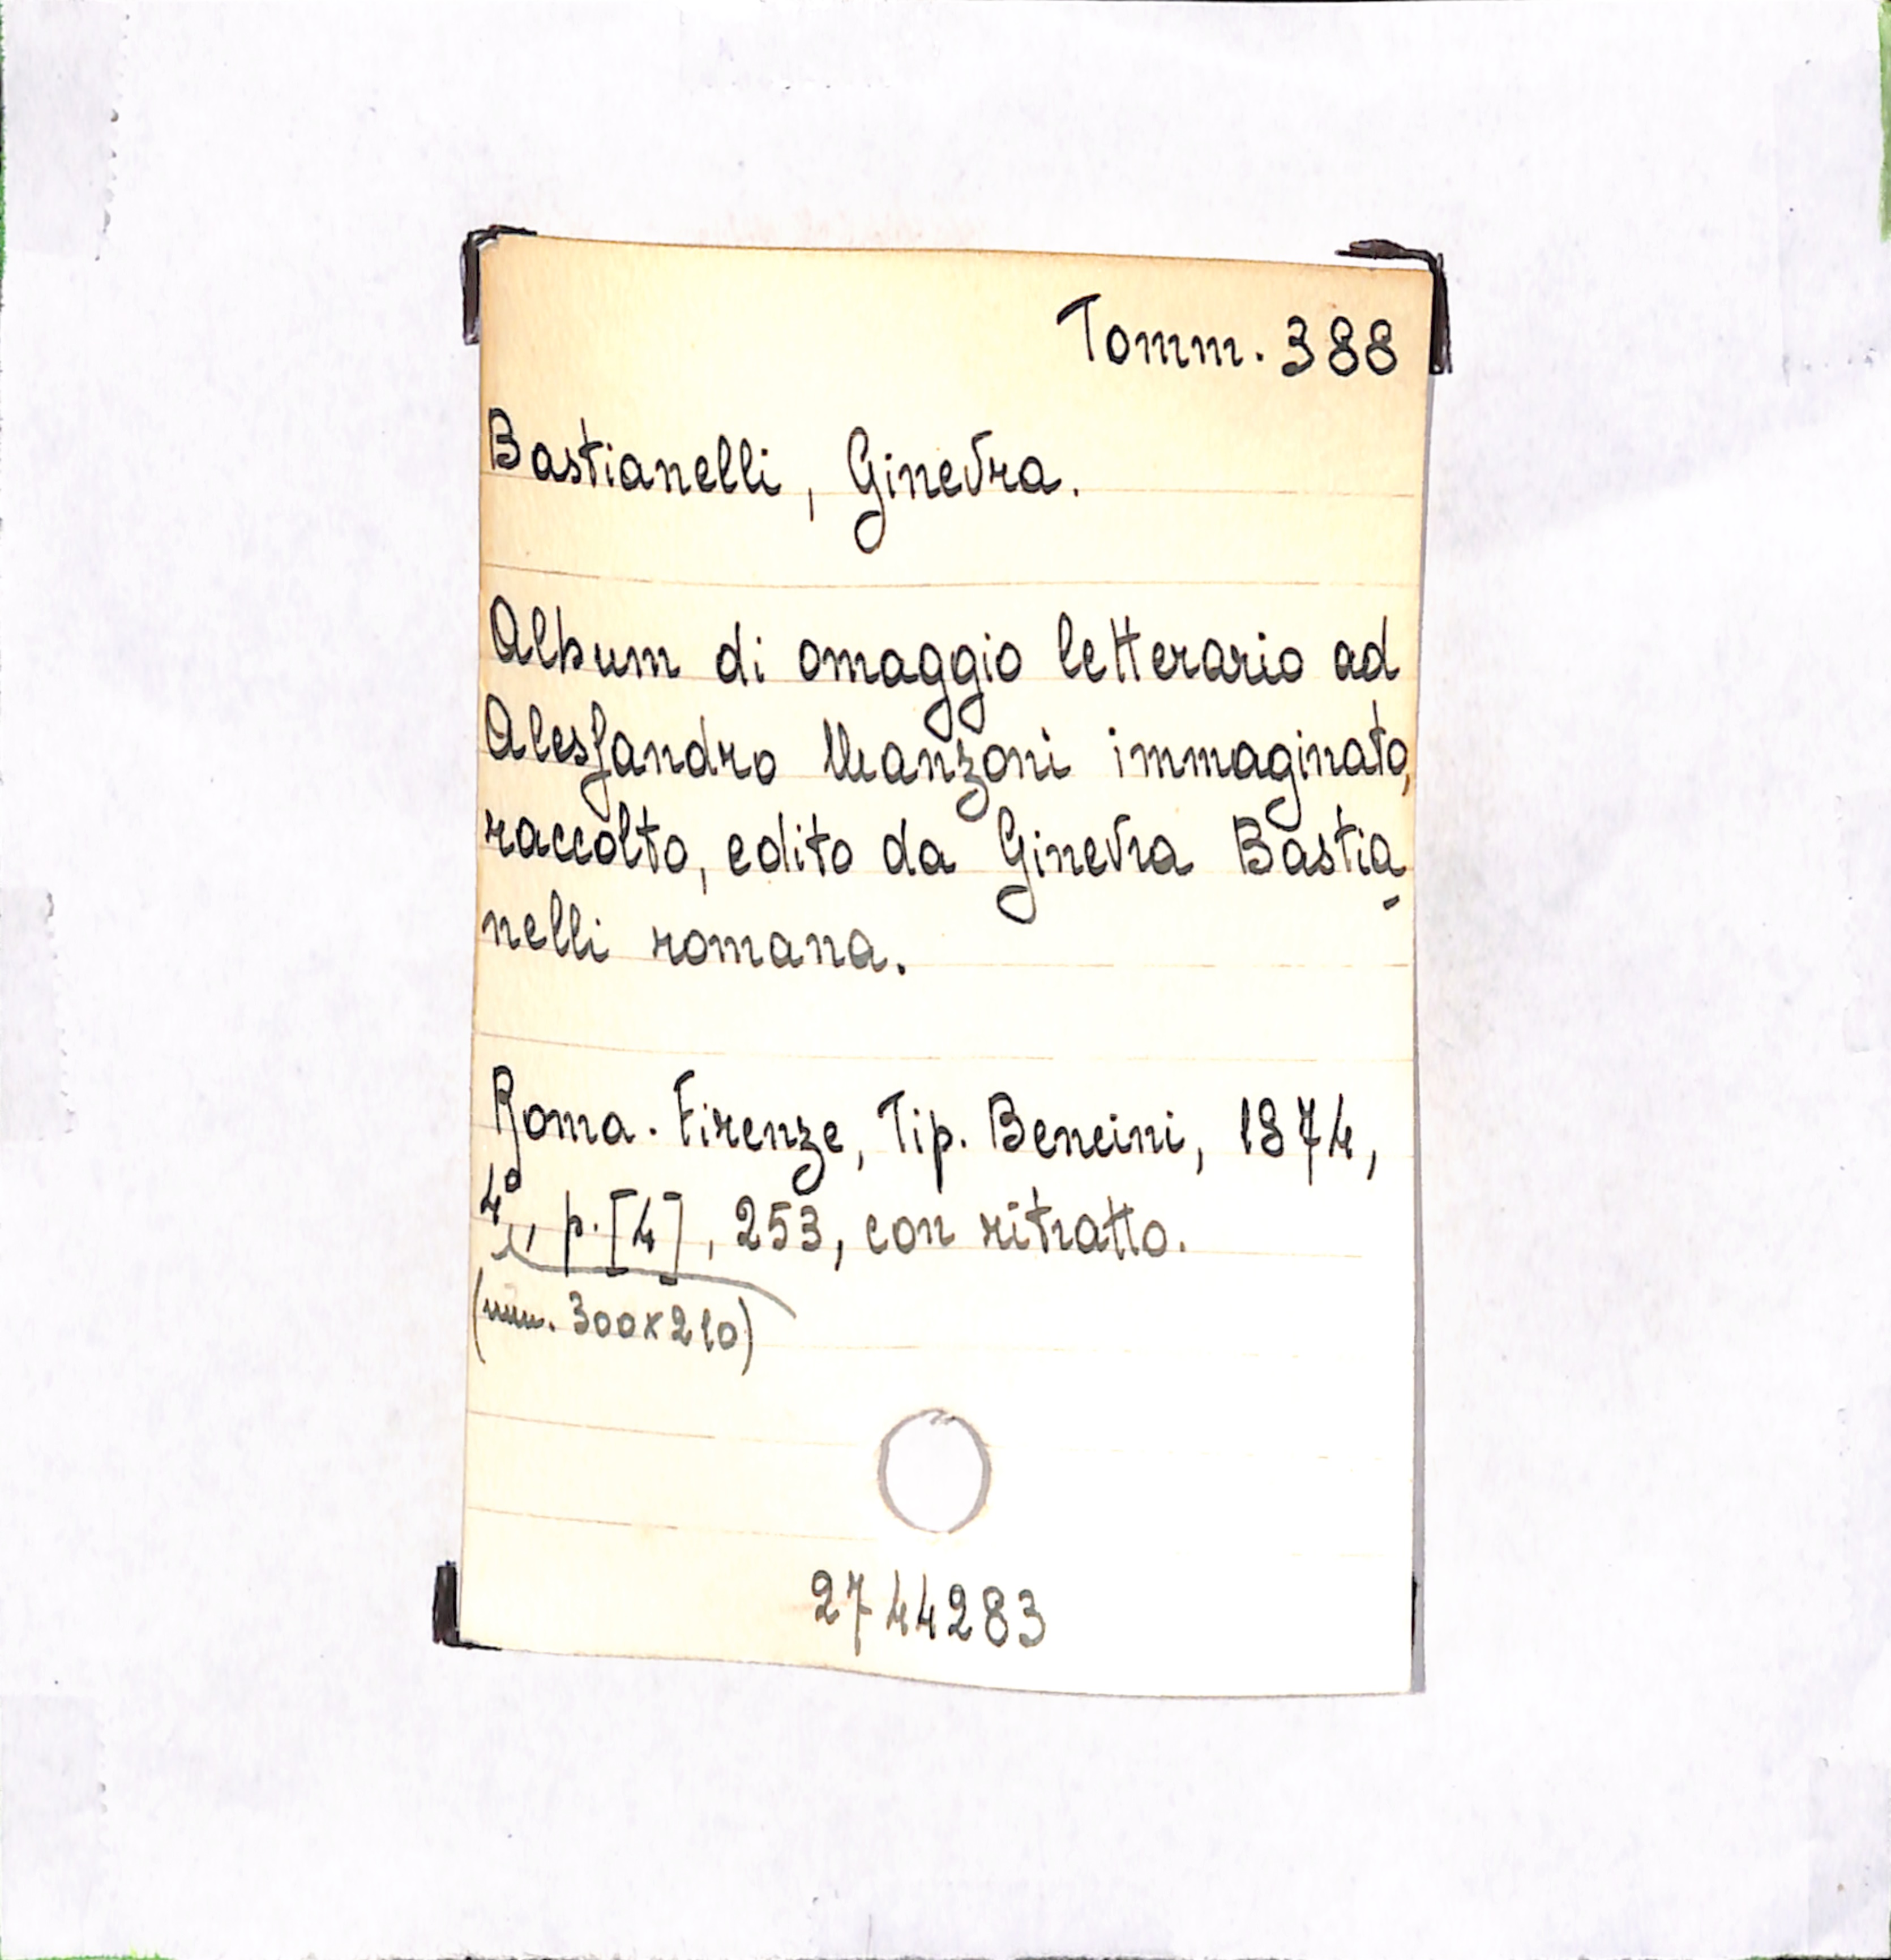 Tomm. 388
Bastianelli, Ginevra.
Album di omaggio letterario ad
Alessandro Manzoni immaginato,
raccolto, edito da Ginevra Bastia-
nelli romana.
Roma - Firenze, Tip. Bencini, 1874,
4°, p. [4], 253, con ritratto.
(mm. 300x210)
2744283